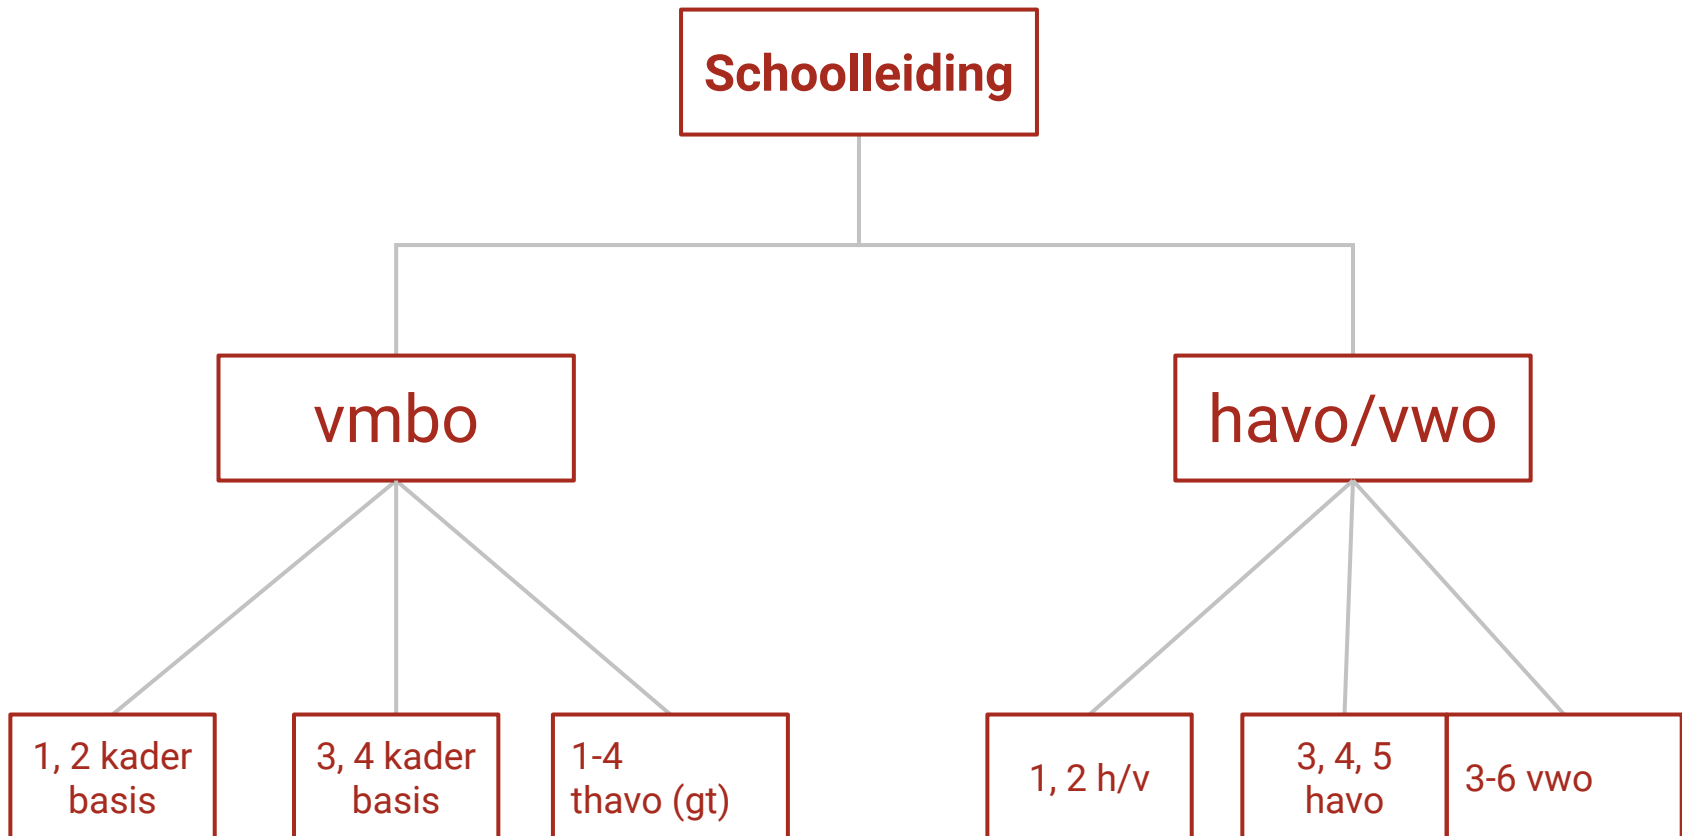 Schoolleiding
vmbo
havo/vwo
1, 2 kader
basis
3, 4 kader
basis
1-4
thavo (gt)
1, 2 h/v
3, 4, 5
havo
3-6 vwo